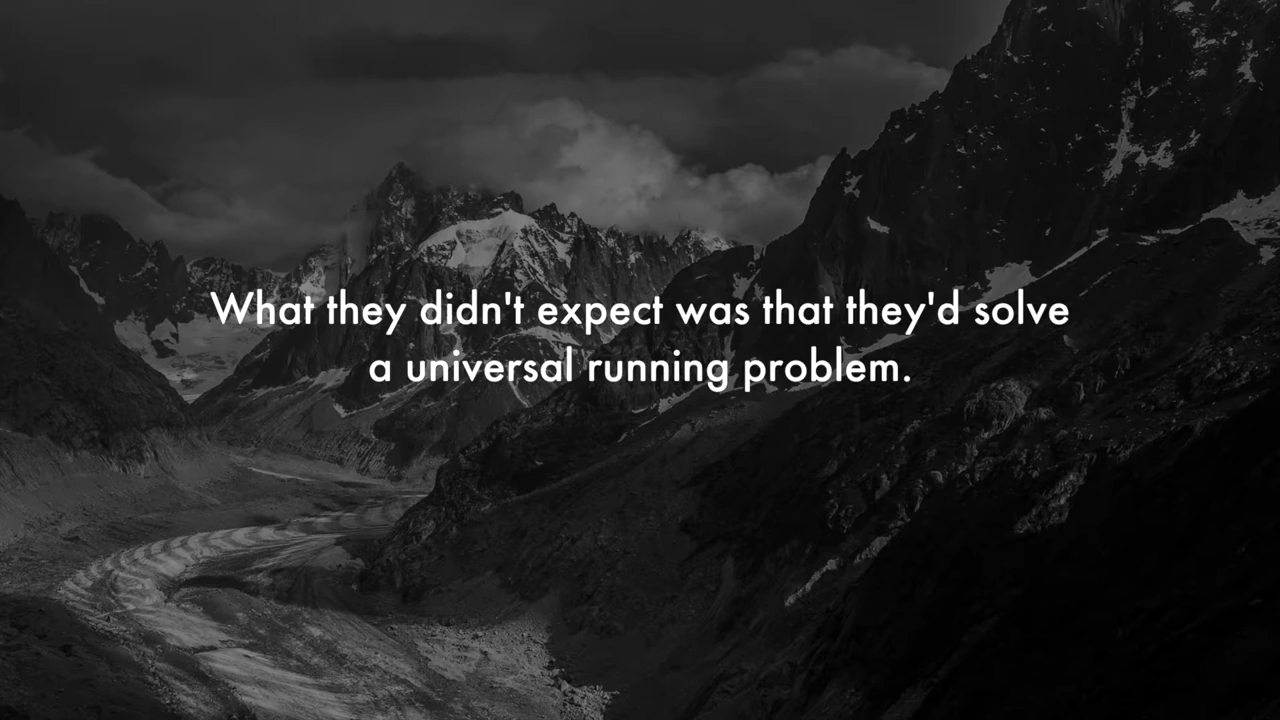 What they didn't expect was that they'd solve
a universal running problem.